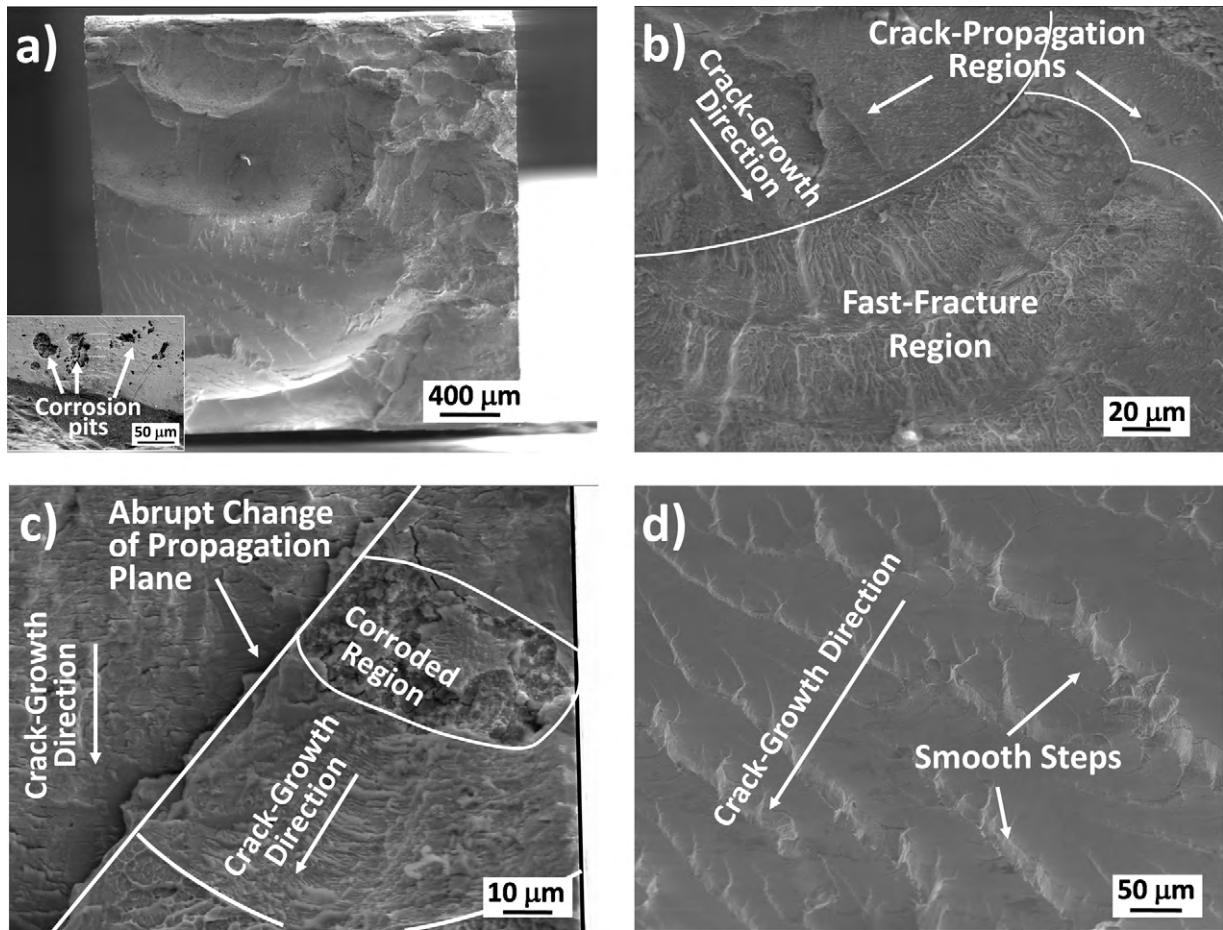 a)
Corrosion
pits
50 μm
400 μm
b)
Crack-Propagation
Regions
Crack-Growth
Direction
Fast-Fracture
Region
20 μm
c)
Abrupt Change
of Propagation
Plane
Crack-Growth
Direction
Corroded
Region
Crack-Growth
Direction
10 μm
d)
Crack-Growth Direction
Smooth Steps
50 μm